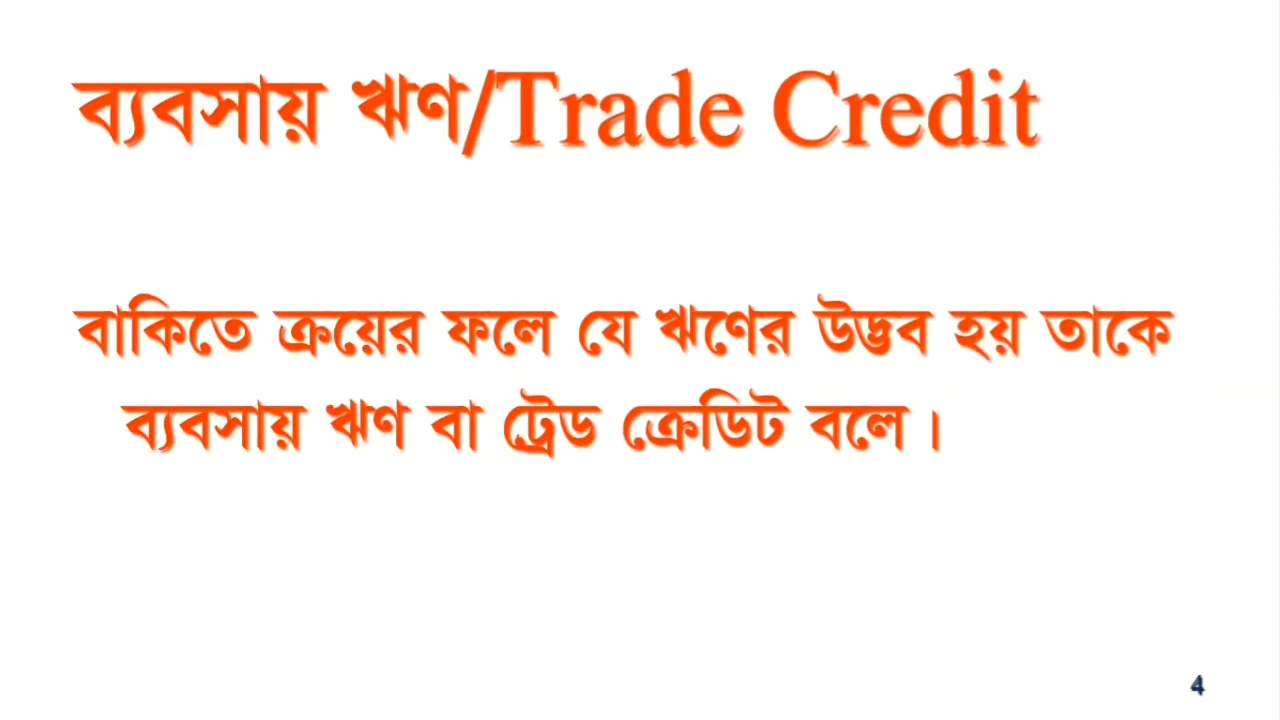 ব্যবসায় ঋণ/Trade Credit
বাকিতে ক্রয়ের ফলে যে ঋণের উদ্ভব হয় তাকে
ব্যবসায় ঋণ বা ট্রেড ক্রেডিট বলে।
4